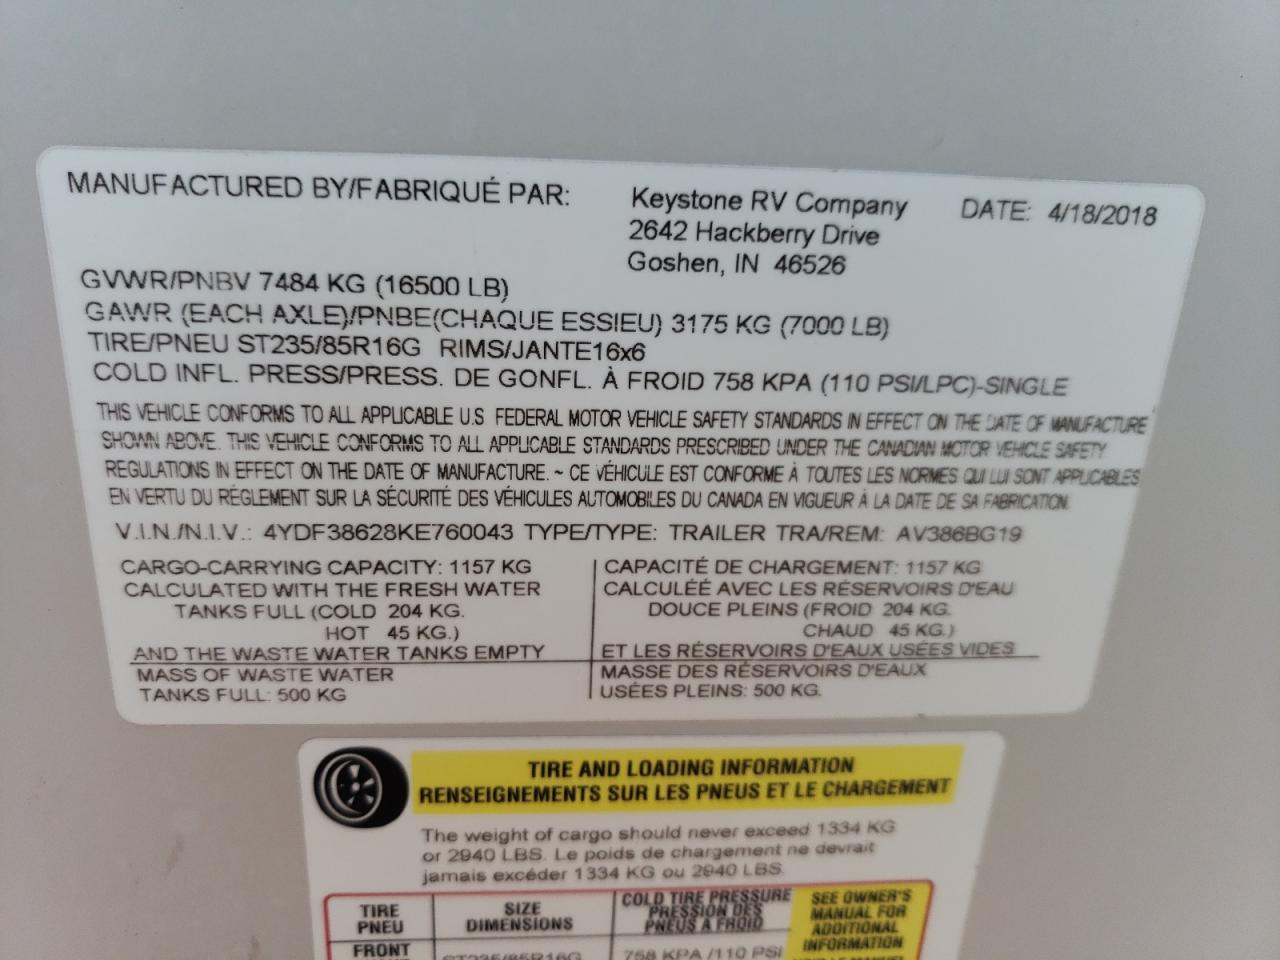 MANUFACTURED BY/FABRIQUÉ PAR: Keystone RV Company DATE: 4/18/2018
2642 Hackberry Drive
Goshen, IN 46526
GVWR/PNBV 7484 KG (16500 LB)
GAWR (EACH AXLE)/PNBE(CHAQUE ESSIEU) 3175 KG (7000 LB)
TIRE/PNEU ST235/85R16G RIMS/JANTE16x6
COLD INFL. PRESS/PRESS. DE GONFL. À FROID 758 KPA (110 PSI/LPC)-SINGLE
THIS VEHICLE CONFORMS TO ALL APPLICABLE U.S FEDERAL MOTOR VEHICLE SAFETY STANDARDS IN EFFECT ON THE DATE OF MANUFACTURE
SHOWN ABOVE. THIS VEHICLE CONFORMS TO ALL APPLICABLE STANDARDS PRESCRIBED UNDER THE CANADIAN MOTOR VEHICLE SAFETY
REGULATIONS IN EFFECT ON THE DATE OF MANUFACTURE. ~ CE VÉHICULE EST CONFORME À TOUTES LES NORMES QUI LUI SONT APPLICABLES
EN VERTU DU RÉGLEMENT SUR LA SÉCURITÉ DES VÉHICULES AUTOMOBILES DU CANADA EN VIGUEUR À LA DATE DE SA FABRICATION.
V.I.N./N.I.V.: 4YDF38628KE760043 TYPE/TYPE: TRAILER TRA/REM: AV386BG19
CARGO-CARRYING CAPACITY: 1157 KG
CALCULATED WITH THE FRESH WATER
TANKS FULL (COLD 204 KG.
HOT 45 KG.)
AND THE WASTE WATER TANKS EMPTY
MASS OF WASTE WATER
TANKS FULL: 500 KG
CAPACITÉ DE CHARGEMENT: 1157 KG
CALCULÉÉ AVEC LES RÉSERVOIRS D'EAU
DOUCE PLEINS (FROID 204 KG.
CHAUD 45 KG.)
ET LES RÉSERVOIRS D'EAUX USÉES VIDES
MASSE DES RÉSERVOIRS D'EAUX
USÉES PLEINS: 500 KG.
TIRE AND LOADING INFORMATION
RENSEIGNEMENTS SUR LES PNEUS ET LE CHARGEMENT
The weight of cargo should never exceed 1334 KG
or 2940 LBS. Le poids de chargement ne devrait
jamais excéder 1334 KG ou 2940 LBS.
TIRE
PNEU
SIZE
DIMENSIONS
COLD TIRE PRESSURE
PRESSION DES
PNEUS À FROID
SEE OWNER'S
MANUAL FOR
ADDITIONAL
INFORMATION
FRONT
ST235/85R16G
758 KPA /110 PSI